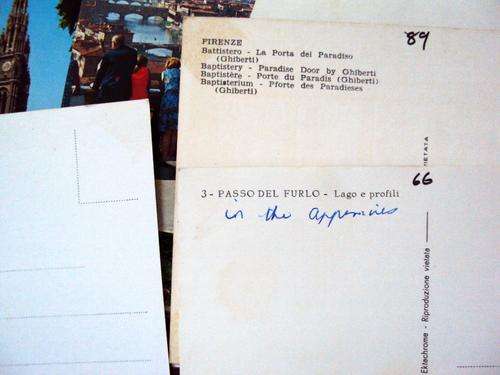 89
FIRENZE
Battistero - La Porta del Paradiso
(Ghiberti)
Baptistery - Paradise Door by Ghiberti
Baptistère - Porte du Paradis (Ghiberti)
Baptisterium - Pforte des Paradieses
(Ghiberti)
VIETATA
66
3 - PASSO DEL FURLO - Lago e profili
in the Appennines
Ektachrome - Riproduzione vietata